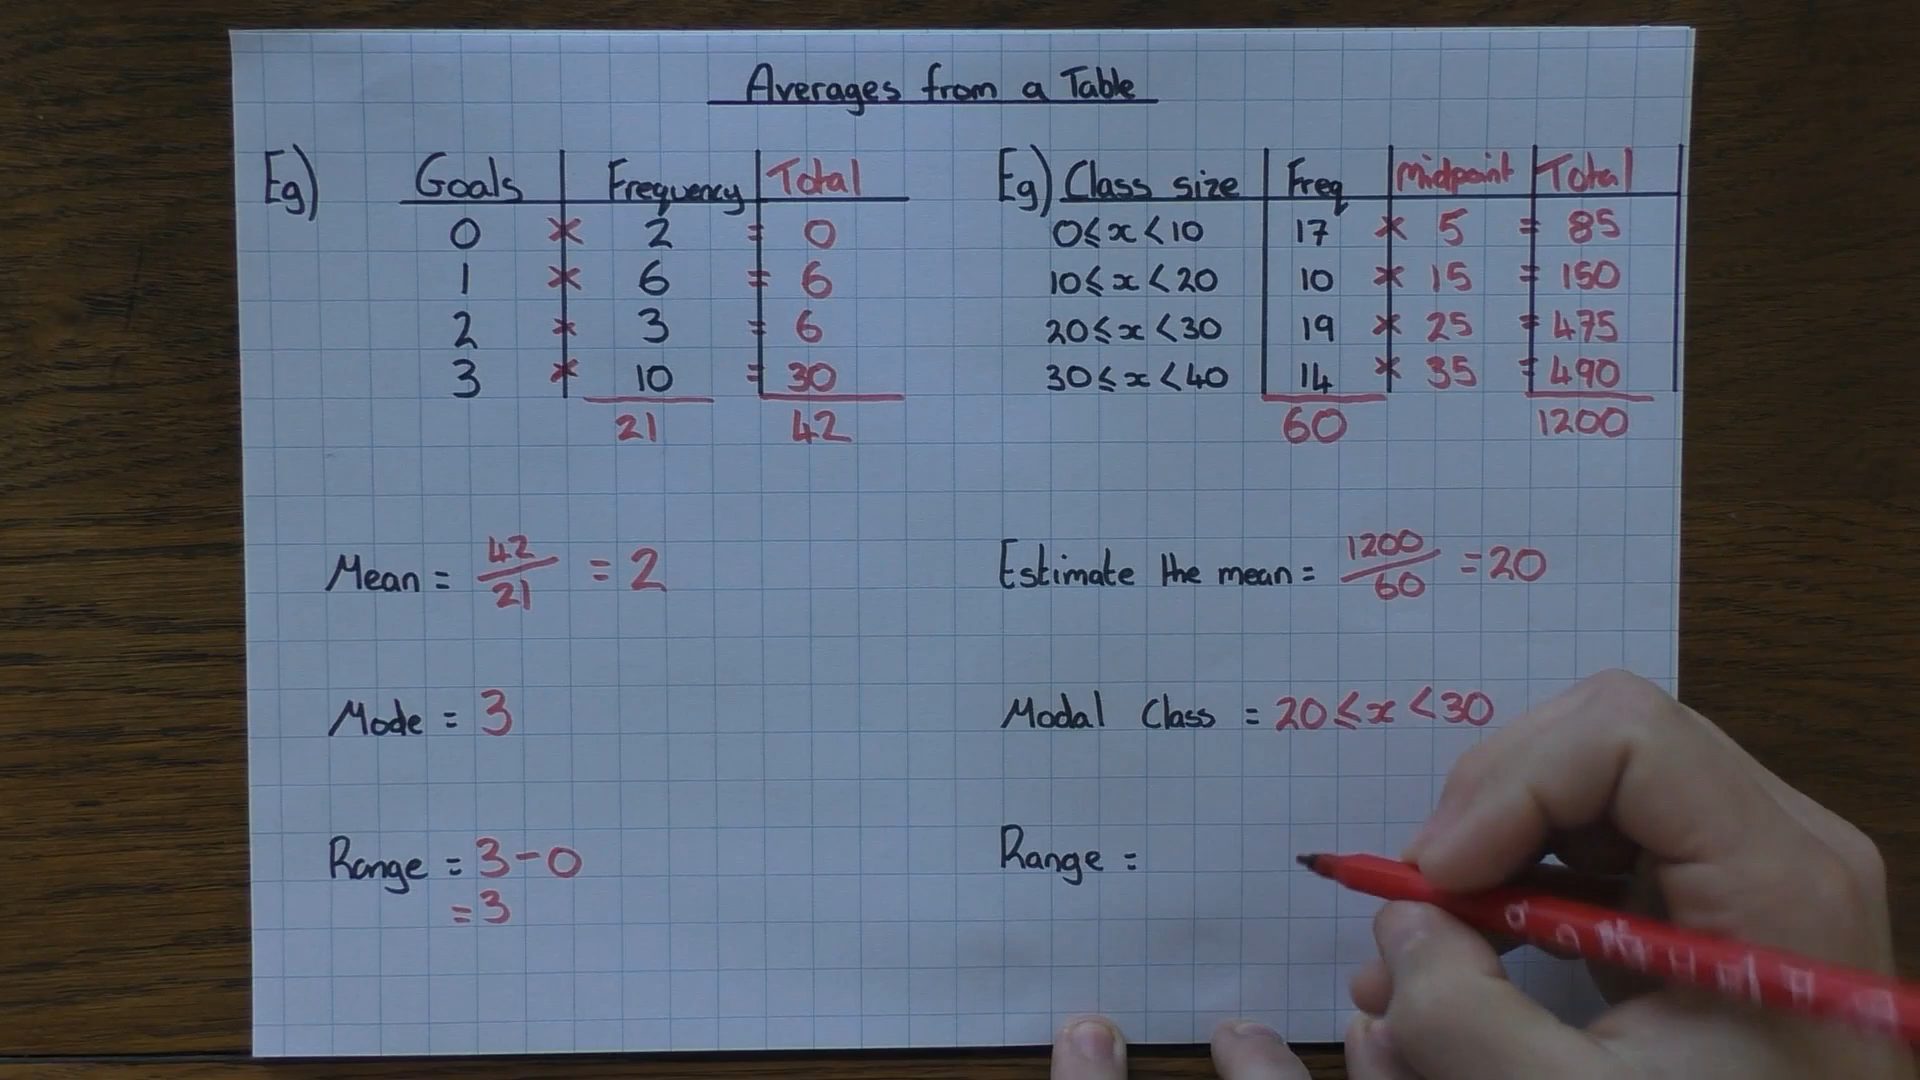 Averages from a Table
Eg)
Goals Frequency Total
0 × 2 = 0
1 × 6 = 6
2 × 3 = 6
3 × 10 = 30
21 42
Mean = 42/21 = 2
Mode = 3
Range = 3-0
= 3
Eg) Class size Freq Midpoint Total
0≤x<10 17 × 5 = 85
10≤x<20 10 × 15 = 150
20≤x<30 19 × 25 = 475
30≤x<40 14 × 35 = 490
60 1200
Estimate the mean = 1200/60 = 20
Modal Class = 20≤x<30
Range =